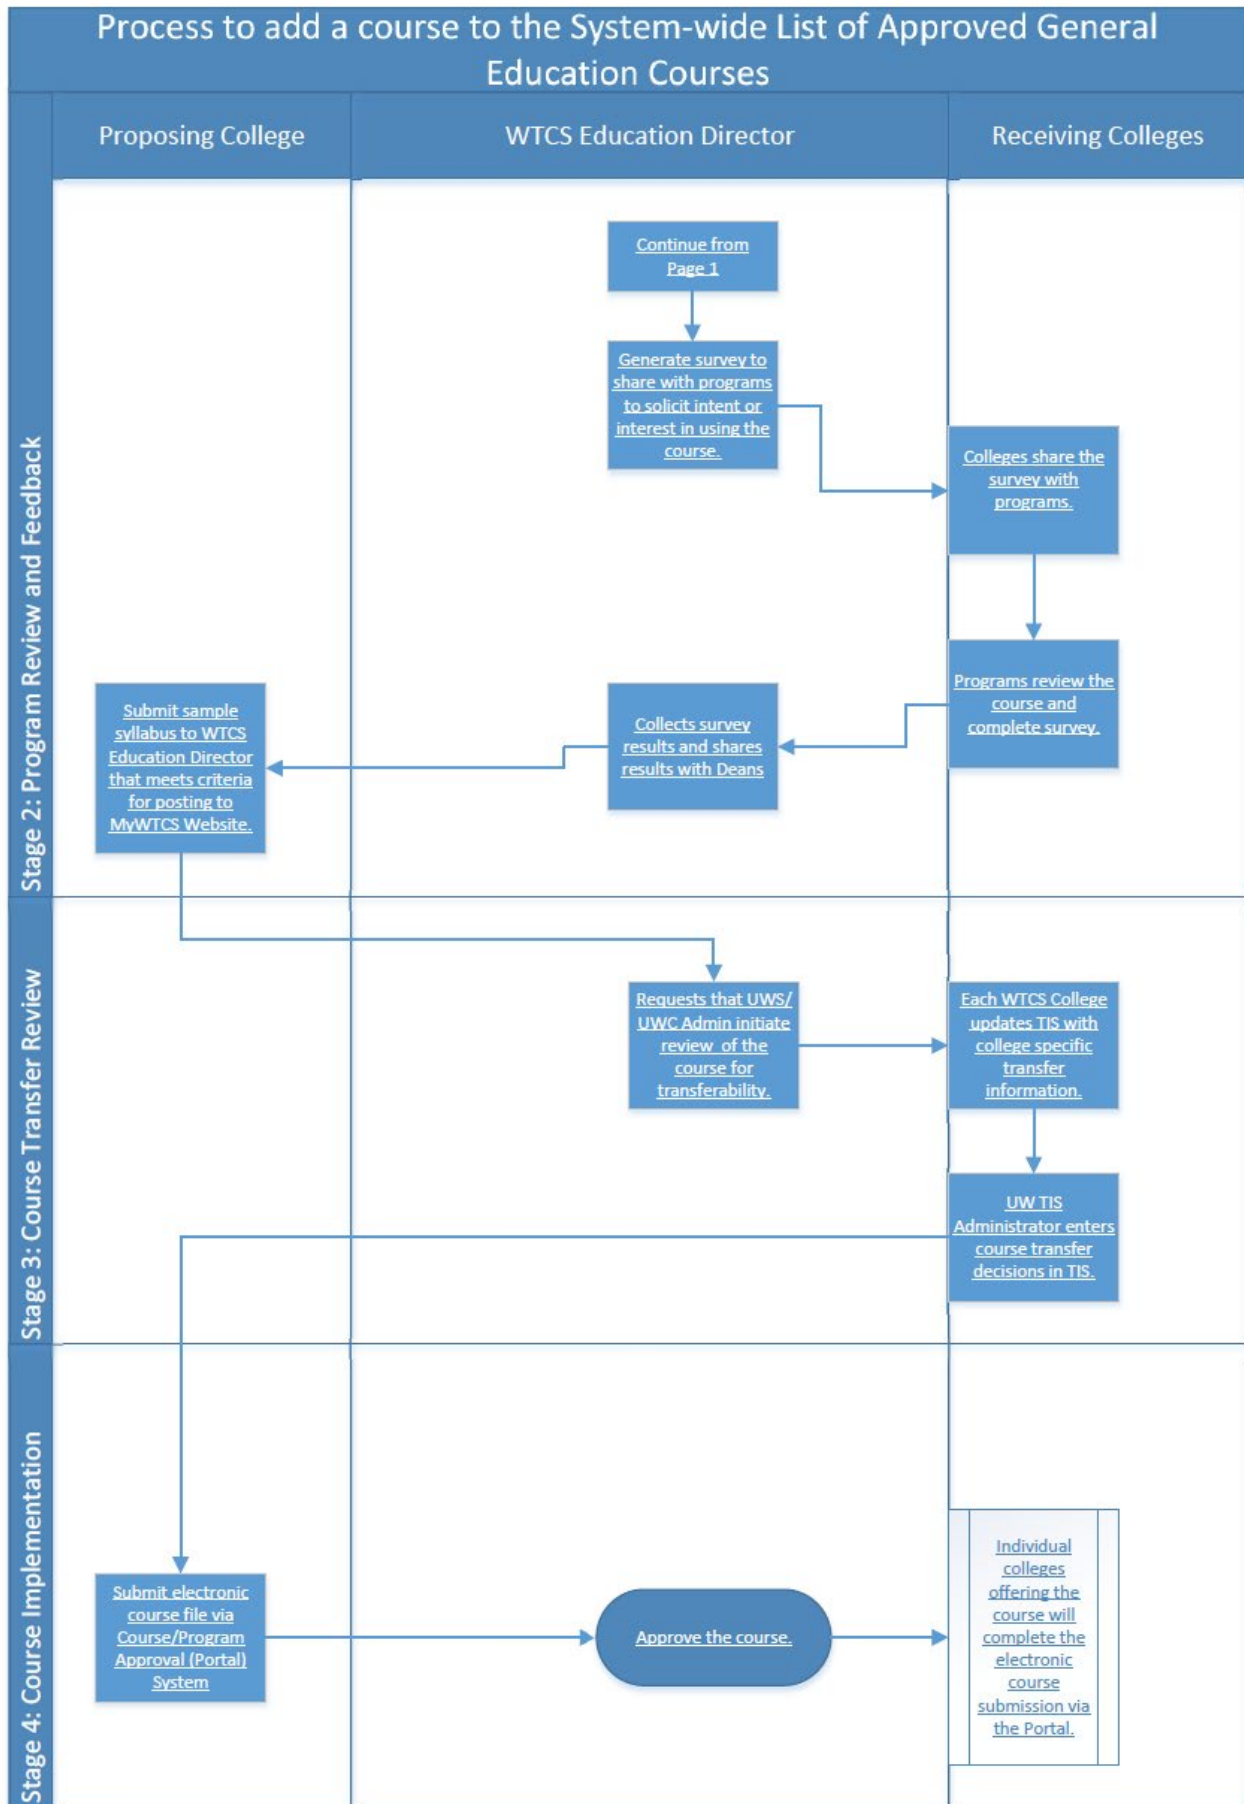 Process to add a course to the System-wide List of Approved General
Education Courses
Proposing College
WTCS Education Director
Receiving Colleges
Stage 2: Program Review and Feedback
Continue from
Page 1
Generate survey to
share with programs
to solicit intent or
interest in using the
course.
Colleges share the
survey with
programs.
Programs review the
course and
complete survey.
Collects survey
results and shares
results with Deans
Submit sample
syllabus to WTCS
Education Director
that meets criteria
for posting to
MyWTCS Website.
Stage 3: Course Transfer Review
Requests that UWS/
UWC Admin initiate
review of the
course for
transferability.
Each WTCS College
updates TIS with
college specific
transfer
information.
UW TIS
Administrator enters
course transfer
decisions in TIS.
Stage 4: Course Implementation
Submit electronic
course file via
Course/Program
Approval (Portal)
System
Approve the course.
Individual
colleges
offering the
course will
complete the
electronic
course
submission via
the Portal.